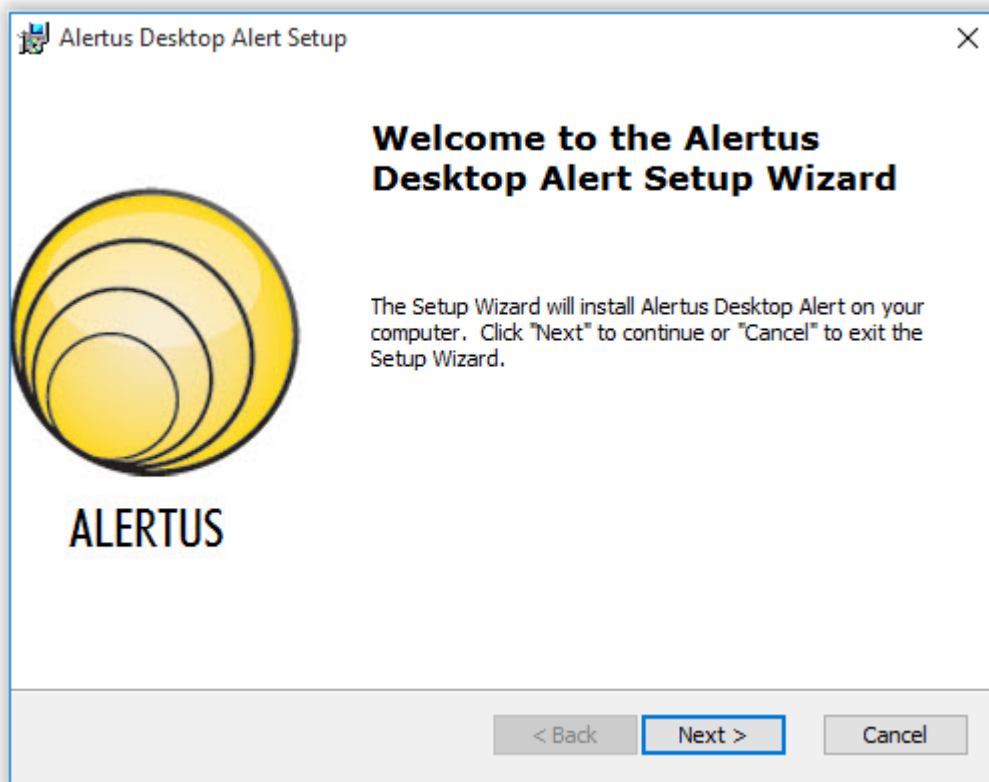 Alertus Desktop Alert Setup
Welcome to the Alertus
Desktop Alert Setup Wizard
The Setup Wizard will install Alertus Desktop Alert on your
computer.  Click "Next" to continue or "Cancel" to exit the
Setup Wizard.
ALERTUS
< Back Next > Cancel